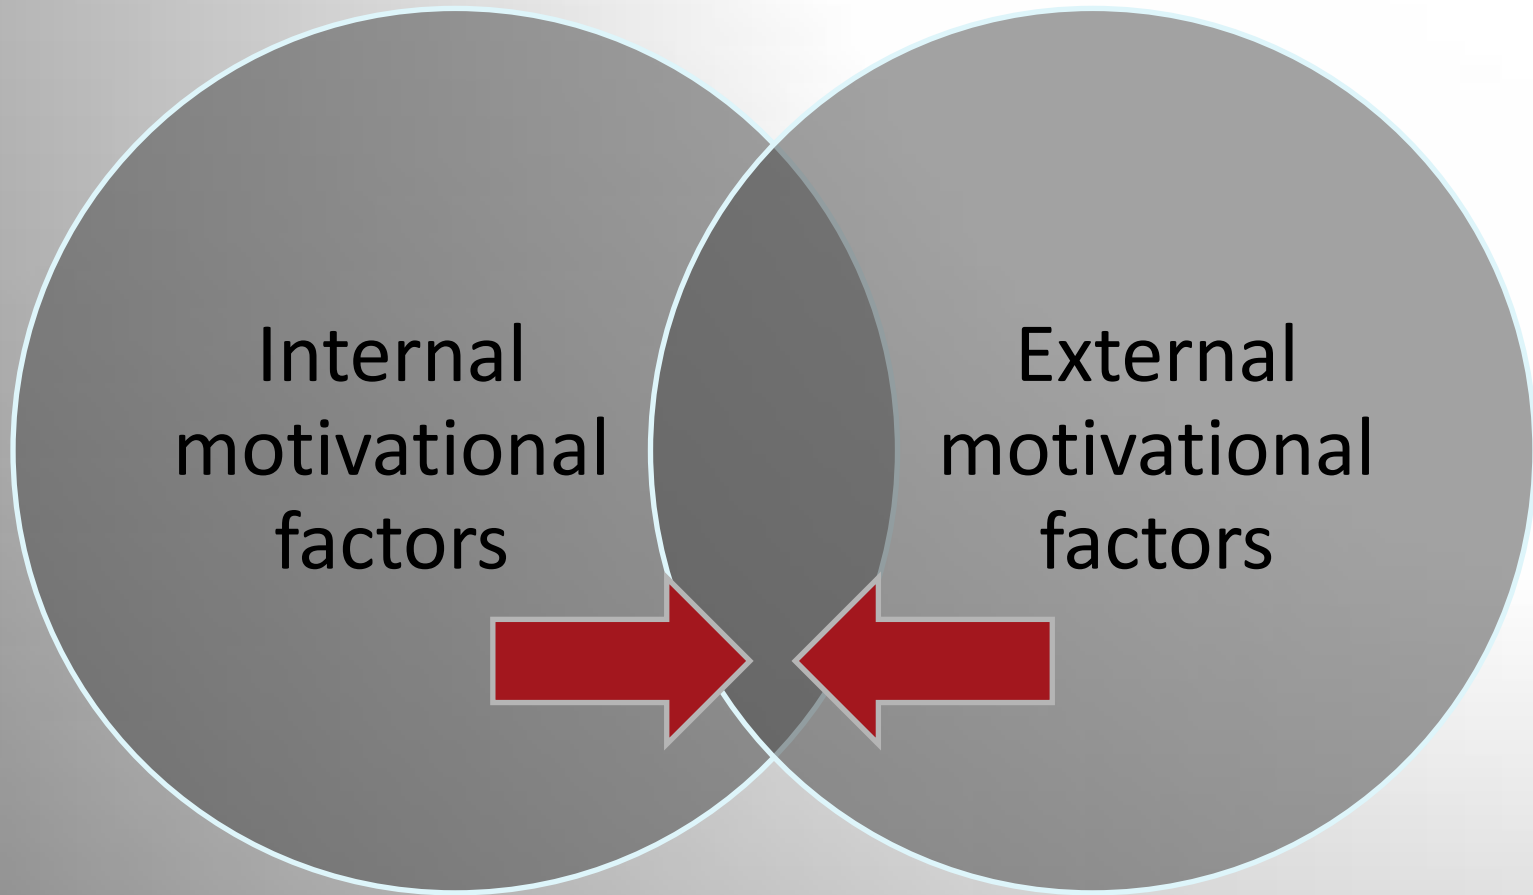 Internal
motivational
factors
External
motivational
factors